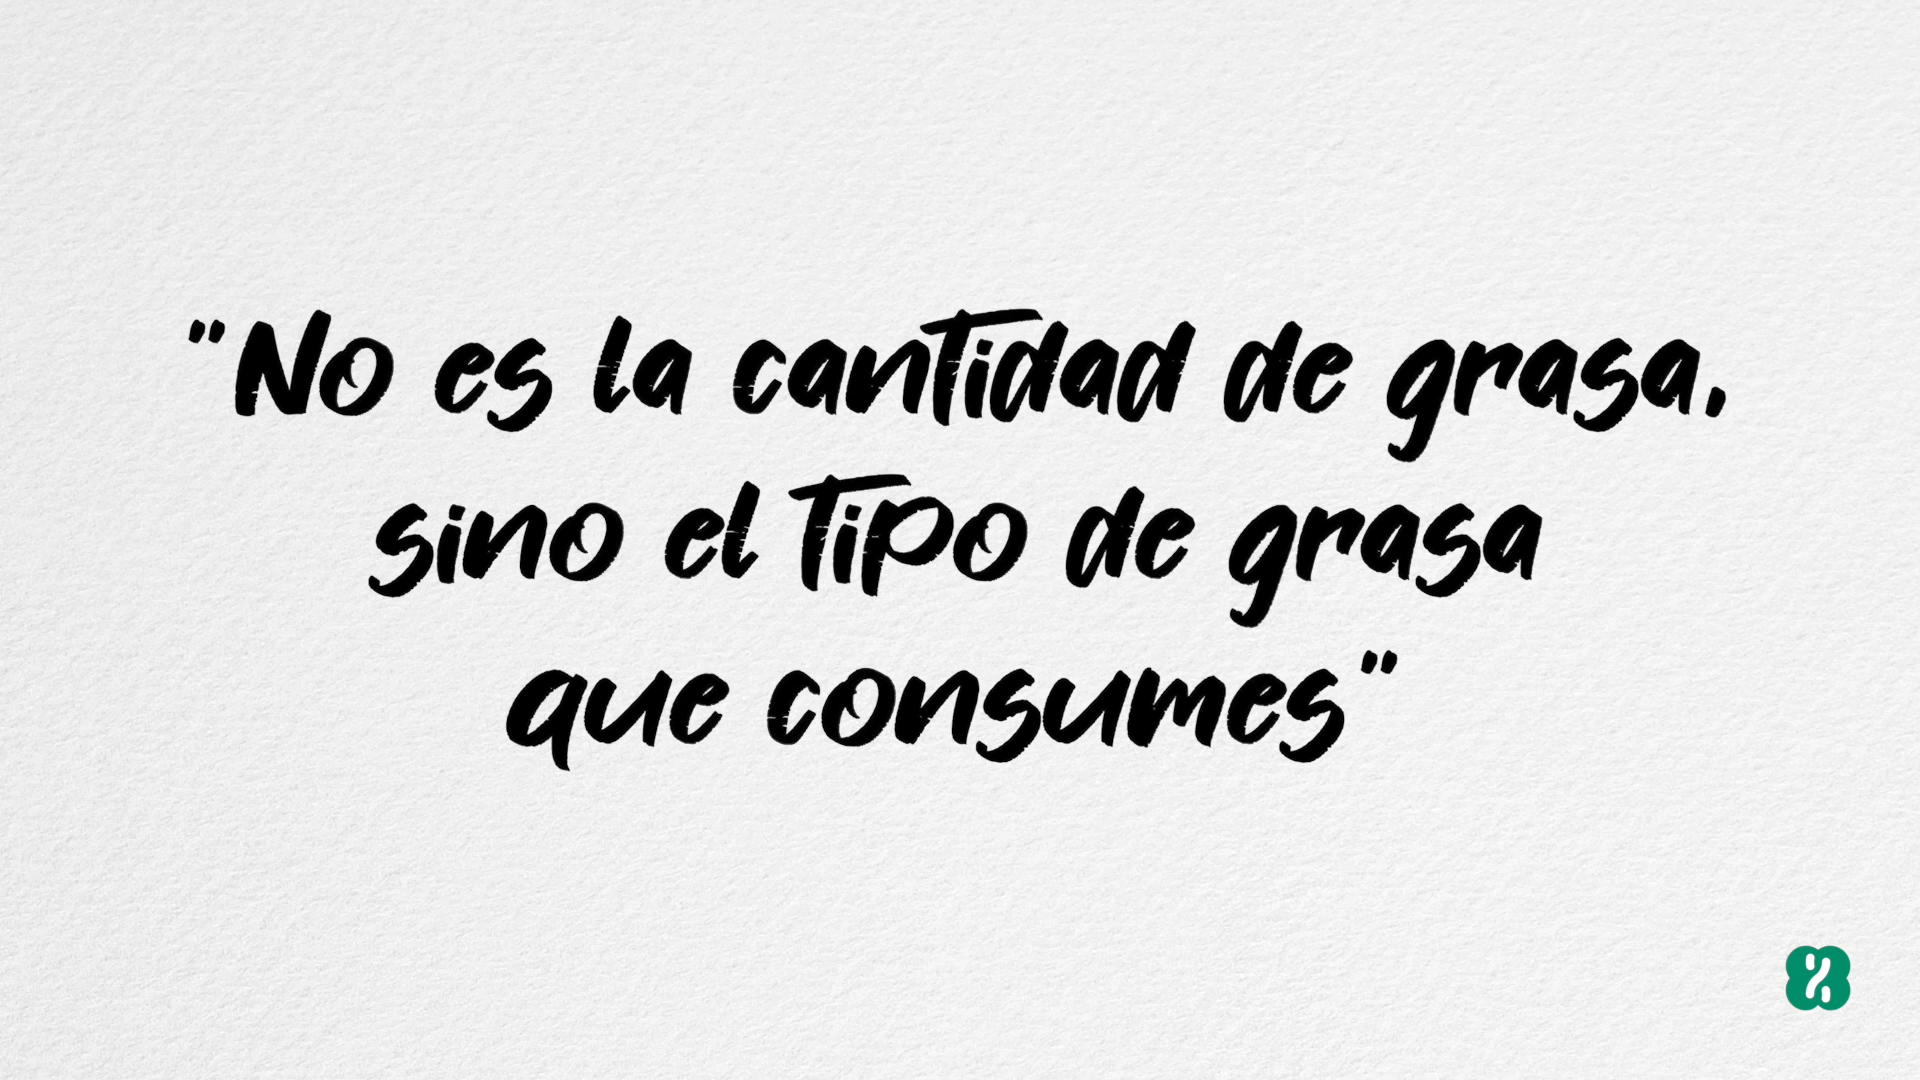 "No es la cantidad de grasa,
sino el Tipo de grasa
que consumes"